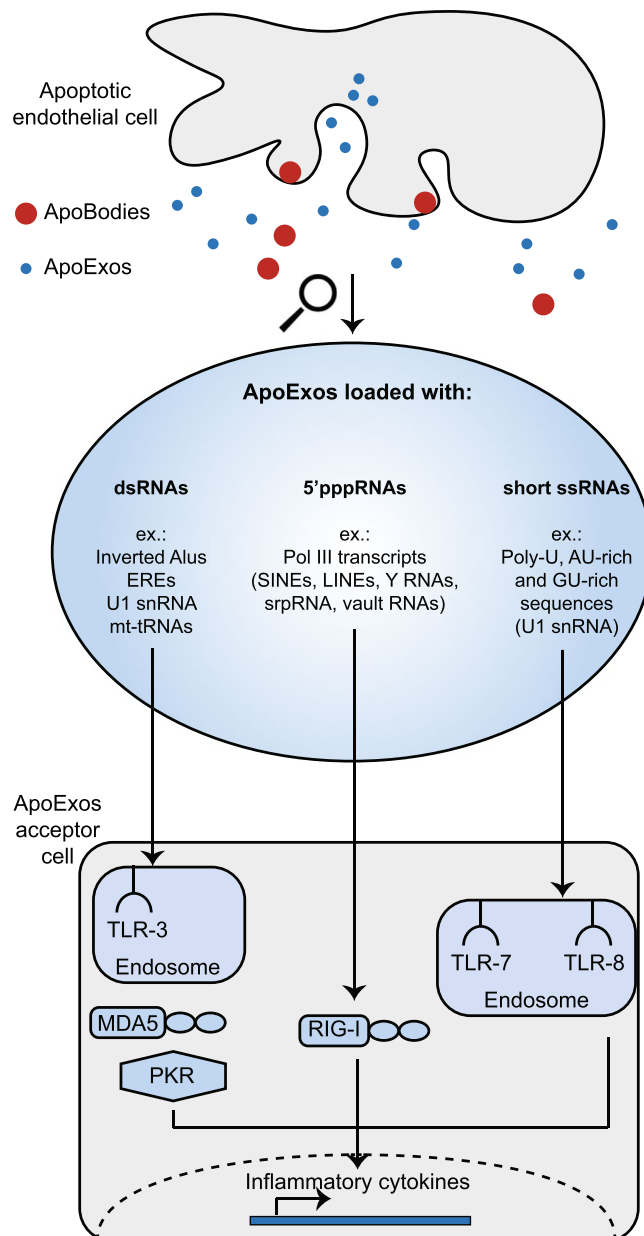 Apoptotic
endothelial cell
ApoBodies
ApoExos
ApoExos loaded with:
dsRNAs
ex.:
Inverted Alus
EREs
U1 snRNA
mt-tRNAs
5'pppRNAs
ex.:
Pol III transcripts
(SINEs, LINEs, Y RNAs,
srpRNA, vault RNAs)
short ssRNAs
ex.:
Poly-U, AU-rich
and GU-rich
sequences
(U1 snRNA)
ApoExos
acceptor
cell
TLR-3
Endosome
MDA5
PKR
RIG-I
TLR-7
TLR-8
Endosome
Inflammatory cytokines